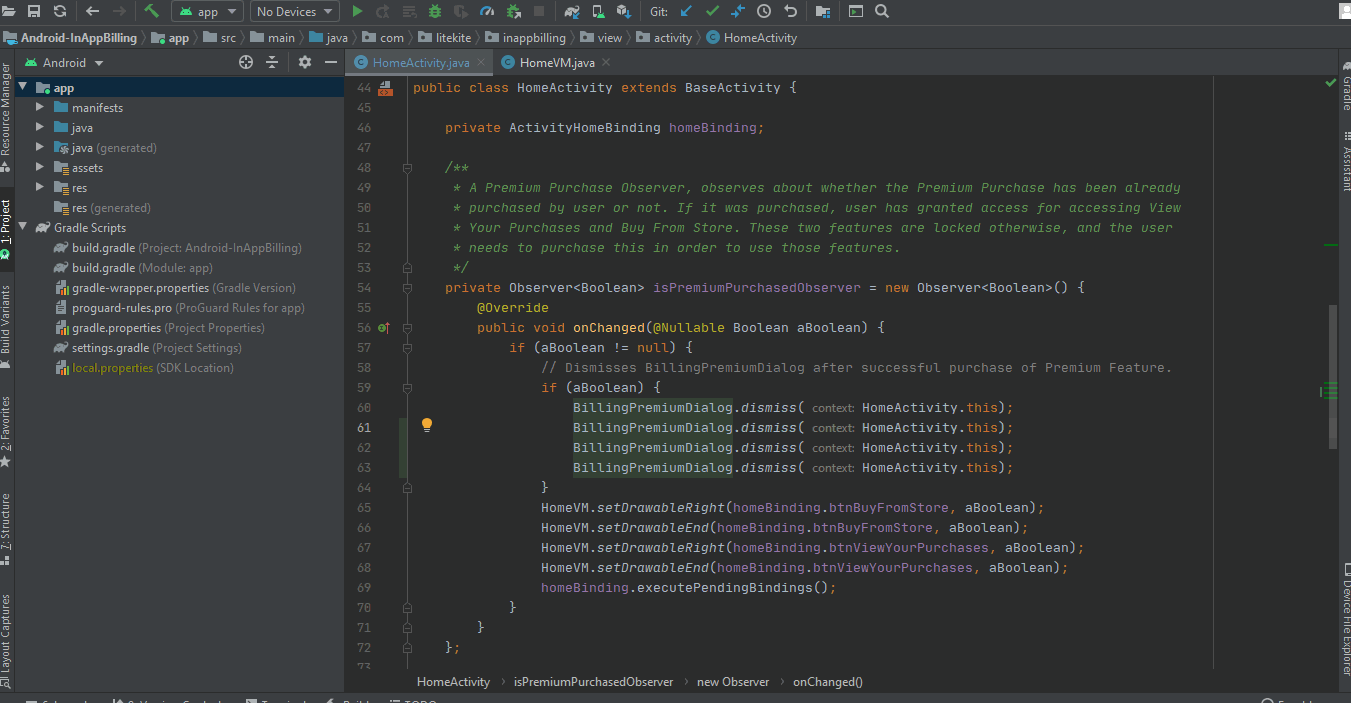 app
No Devices
Git:
Android-InAppBilling
app
src
main
java
com
litekite
inappbilling
view
activity
HomeActivity
Android
HomeActivity.java
HomeVM.java
Resource Manager
1: Project
Build Variants
2: Favorites
7: Structure
Layout Captures
app
manifests
java
java (generated)
assets
res
res (generated)
Gradle Scripts
build.gradle (Project: Android-InAppBilling)
build.gradle (Module: app)
gradle-wrapper.properties (Gradle Version)
proguard-rules.pro (ProGuard Rules for app)
gradle.properties (Project Properties)
settings.gradle (Project Settings)
local.properties (SDK Location)
44 public class HomeActivity extends BaseActivity {
45
46 private ActivityHomeBinding homeBinding;
47
48 /**
49 * A Premium Purchase Observer, observes about whether the Premium Purchase has been already
50 * purchased by user or not. If it was purchased, user has granted access for accessing View
51 * Your Purchases and Buy From Store. These two features are locked otherwise, and the user
52 * needs to purchase this in order to use those features.
53 */
54 private Observer<Boolean> isPremiumPurchasedObserver = new Observer<Boolean>() {
55 @Override
56 public void onChanged(@Nullable Boolean aBoolean) {
57 if (aBoolean != null) {
58 // Dismisses BillingPremiumDialog after successful purchase of Premium Feature.
59 if (aBoolean) {
60 BillingPremiumDialog.dismiss( context: HomeActivity.this);
61 BillingPremiumDialog.dismiss( context: HomeActivity.this);
62 BillingPremiumDialog.dismiss( context: HomeActivity.this);
63 BillingPremiumDialog.dismiss( context: HomeActivity.this);
64 }
65 HomeVM.setDrawableRight(homeBinding.btnBuyFromStore, aBoolean);
66 HomeVM.setDrawableEnd(homeBinding.btnBuyFromStore, aBoolean);
67 HomeVM.setDrawableRight(homeBinding.btnViewYourPurchases, aBoolean);
68 HomeVM.setDrawableEnd(homeBinding.btnViewYourPurchases, aBoolean);
69 homeBinding.executePendingBindings();
70 }
71 }
72 };
73
HomeActivity
isPremiumPurchasedObserver
new Observer
onChanged()
Gradle
Assistant
Device File Explorer
TODO